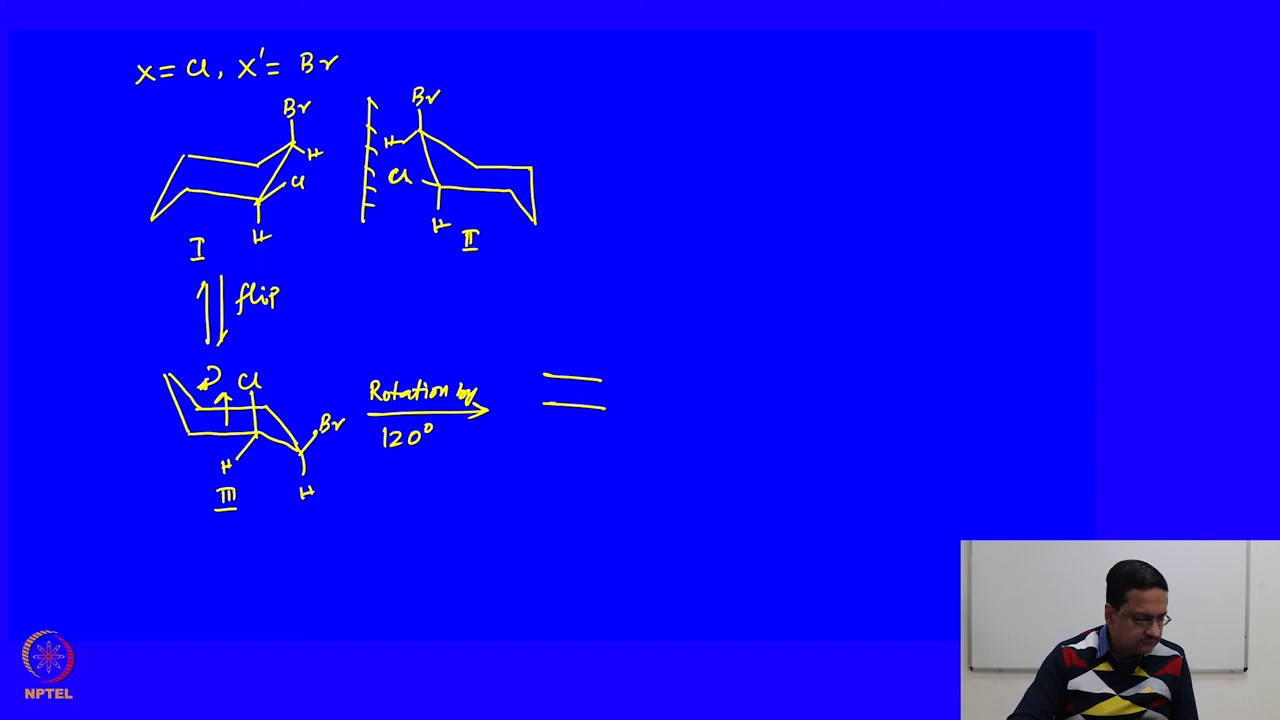 X = Cl, X' = Br
Br
H
Cl
H
I
Br
H
Cl
H
II
flip
Cl
Br
H
H
III
Rotation by
120°
NPTEL